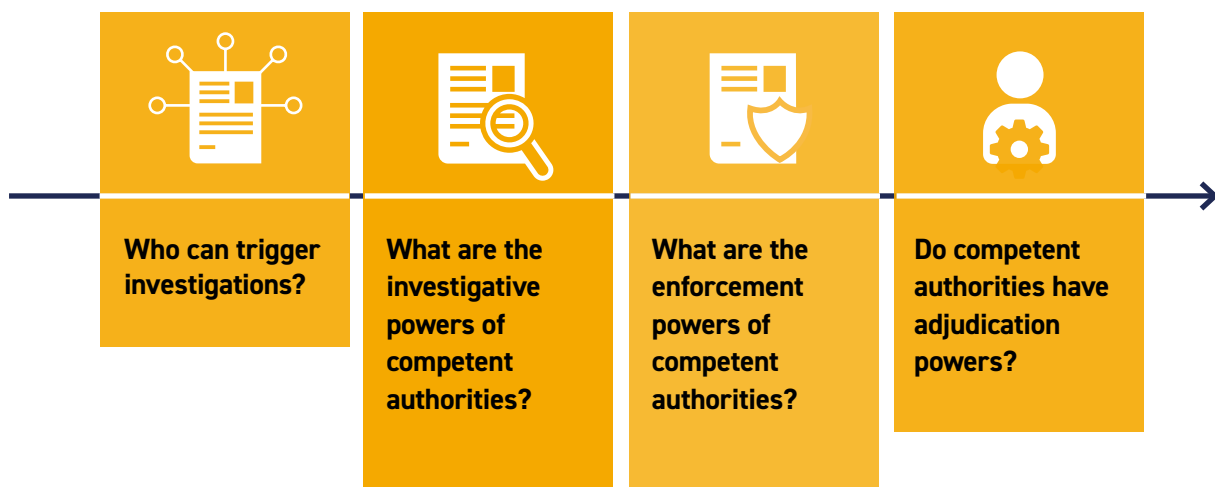 Who can trigger
investigations?
What are the
investigative
powers of
competent
authorities?
What are the
enforcement
powers of
competent
authorities?
Do competent
authorities have
adjudication
powers?